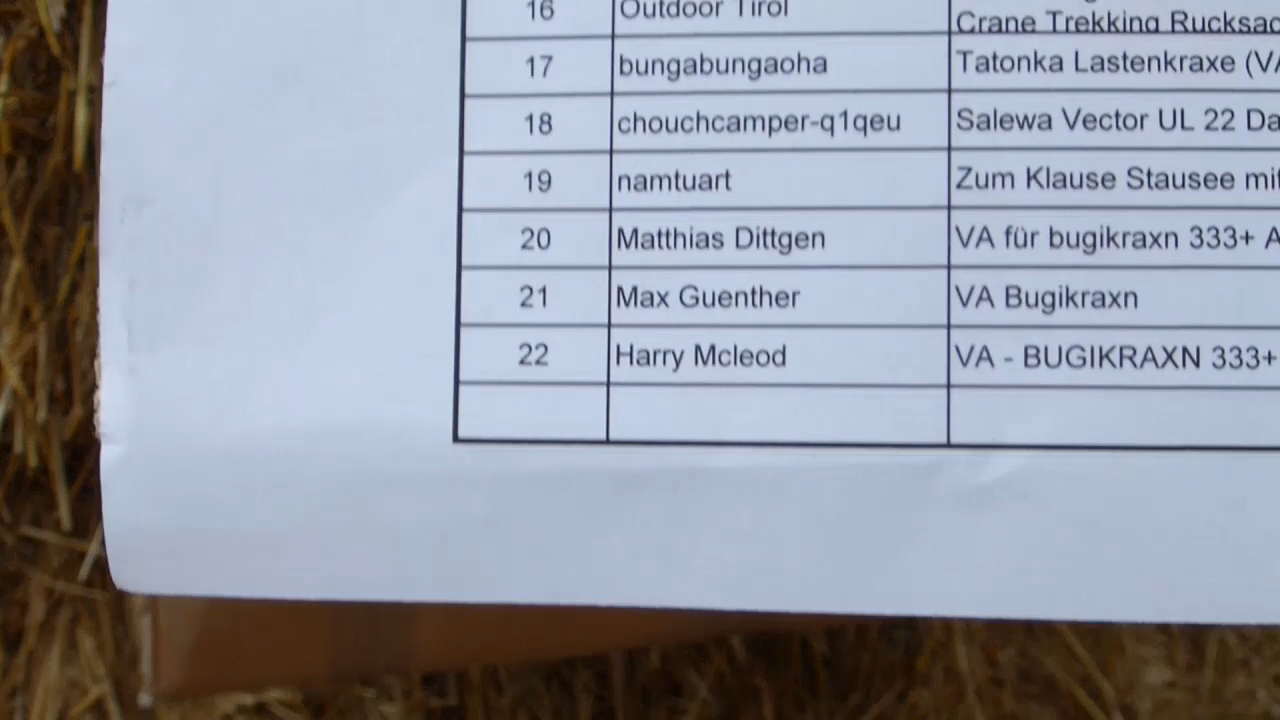 16 Outdoor Tirol Crane Trekking Rucksac
17 bungabungaoha Tatonka Lastenkraxe (VA
18 chouchcamper-q1qeu Salewa Vector UL 22 Da
19 namtuart Zum Klause Stausee mit
20 Matthias Dittgen VA für bugikraxn 333+ A
21 Max Guenther VA Bugikraxn
22 Harry Mcleod VA - BUGIKRAXN 333+